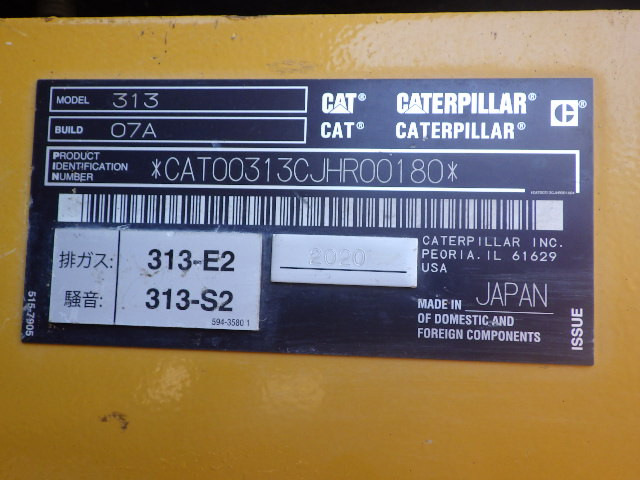 MODEL 313
BUILD 07A
CAT® CATERPILLAR®
CAT® CATERPILLAR®
C
PRODUCT IDENTIFICATION NUMBER *CAT00313CJHR00180*
排ガス: 313-E2
騒音: 313-S2
594-3580 1
2020
CATERPILLAR INC.
PEORIA. IL 61629
USA
MADE IN JAPAN
OF DOMESTIC AND
FOREIGN COMPONENTS
ISSUE
515-7905